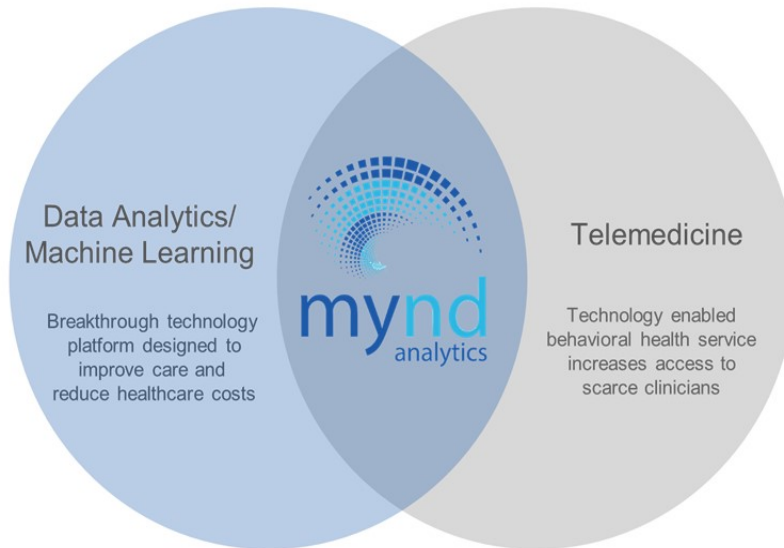 Data Analytics/
Machine Learning
Breakthrough technology
platform designed to
improve care and
reduce healthcare costs
mynd
analytics
Telemedicine
Technology enabled
behavioral health service
increases access to
scarce clinicians